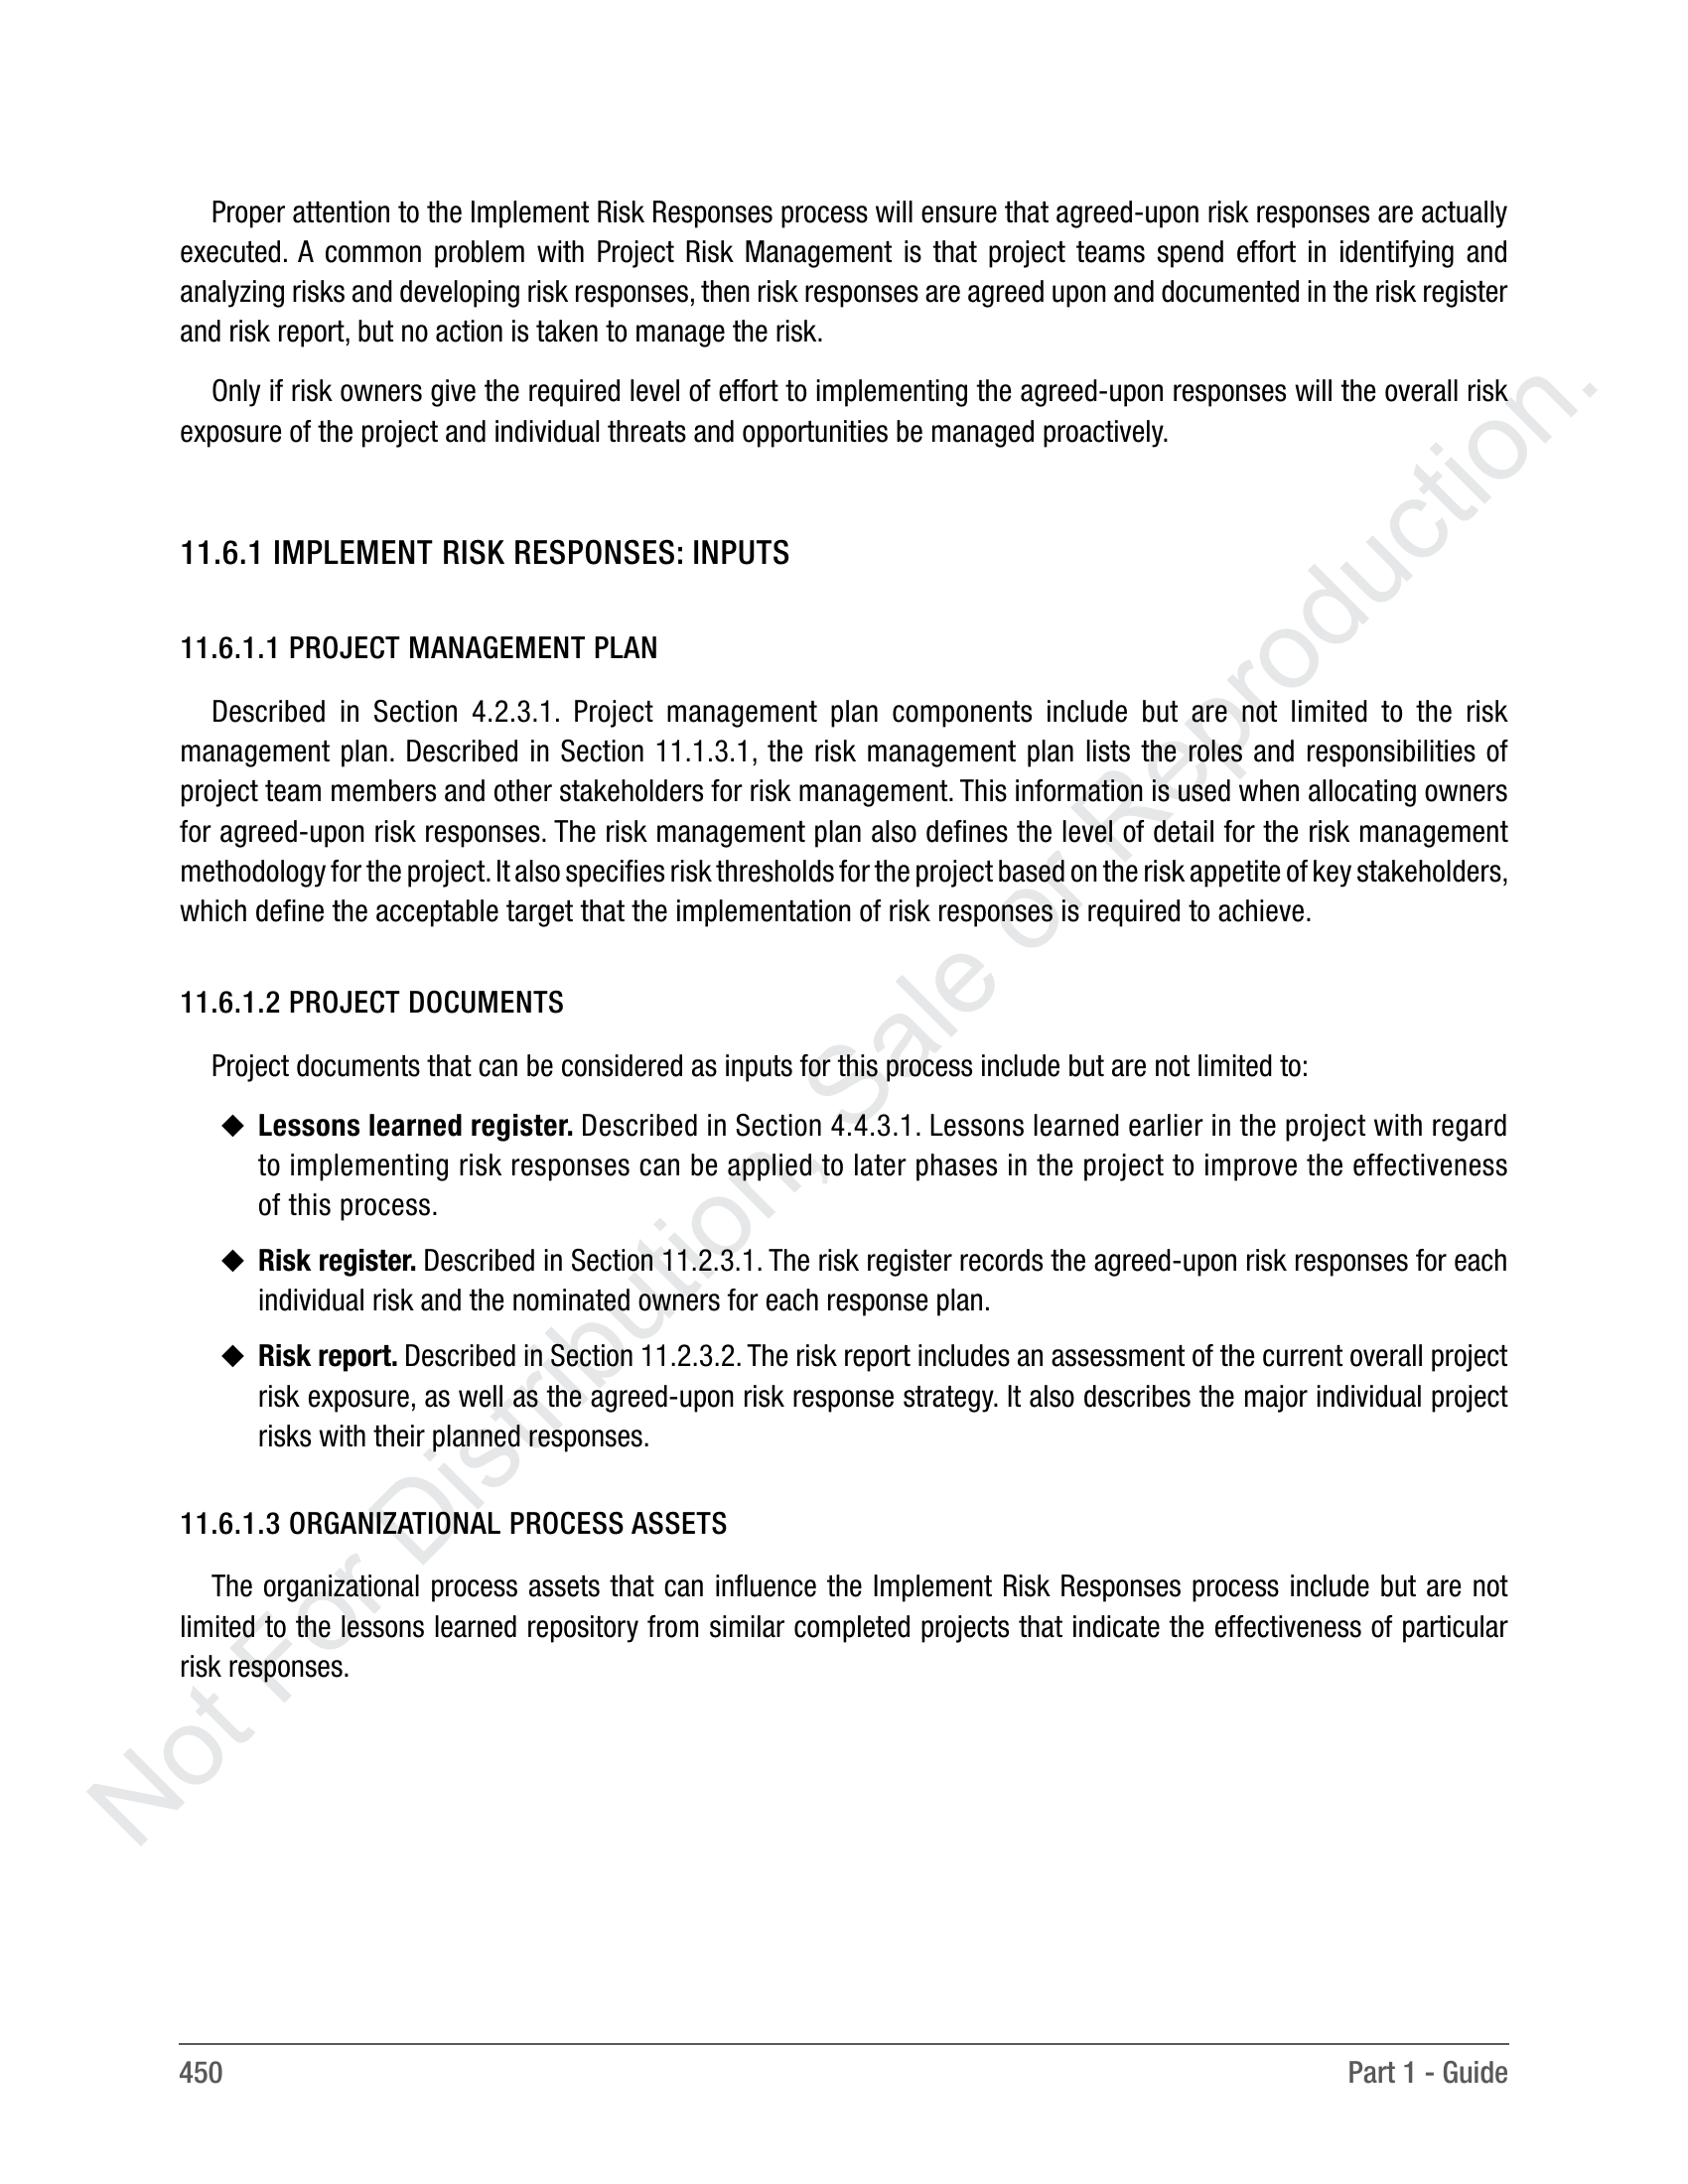 Proper attention to the Implement Risk Responses process will ensure that agreed-upon risk responses are actually
executed. A common problem with Project Risk Management is that project teams spend effort in identifying and
analyzing risks and developing risk responses, then risk responses are agreed upon and documented in the risk register
and risk report, but no action is taken to manage the risk.
Only if risk owners give the required level of effort to implementing the agreed-upon responses will the overall risk
exposure of the project and individual threats and opportunities be managed proactively.
11.6.1 IMPLEMENT RISK RESPONSES: INPUTS
11.6.1.1 PROJECT MANAGEMENT PLAN
Described in Section 4.2.3.1. Project management plan components include but are not limited to the risk
management plan. Described in Section 11.1.3.1, the risk management plan lists the roles and responsibilities of
project team members and other stakeholders for risk management. This information is used when allocating owners
for agreed-upon risk responses. The risk management plan also defines the level of detail for the risk management
methodology for the project. It also specifies risk thresholds for the project based on the risk appetite of key stakeholders,
which define the acceptable target that the implementation of risk responses is required to achieve.
11.6.1.2 PROJECT DOCUMENTS
Project documents that can be considered as inputs for this process include but are not limited to:
◆ Lessons learned register. Described in Section 4.4.3.1. Lessons learned earlier in the project with regard
to implementing risk responses can be applied to later phases in the project to improve the effectiveness
of this process.
◆ Risk register. Described in Section 11.2.3.1. The risk register records the agreed-upon risk responses for each
individual risk and the nominated owners for each response plan.
◆ Risk report. Described in Section 11.2.3.2. The risk report includes an assessment of the current overall project
risk exposure, as well as the agreed-upon risk response strategy. It also describes the major individual project
risks with their planned responses.
11.6.1.3 ORGANIZATIONAL PROCESS ASSETS
The organizational process assets that can influence the Implement Risk Responses process include but are not
limited to the lessons learned repository from similar completed projects that indicate the effectiveness of particular
risk responses.
Not For Distribution, Sale or Reproduction.
450
Part 1 - Guide